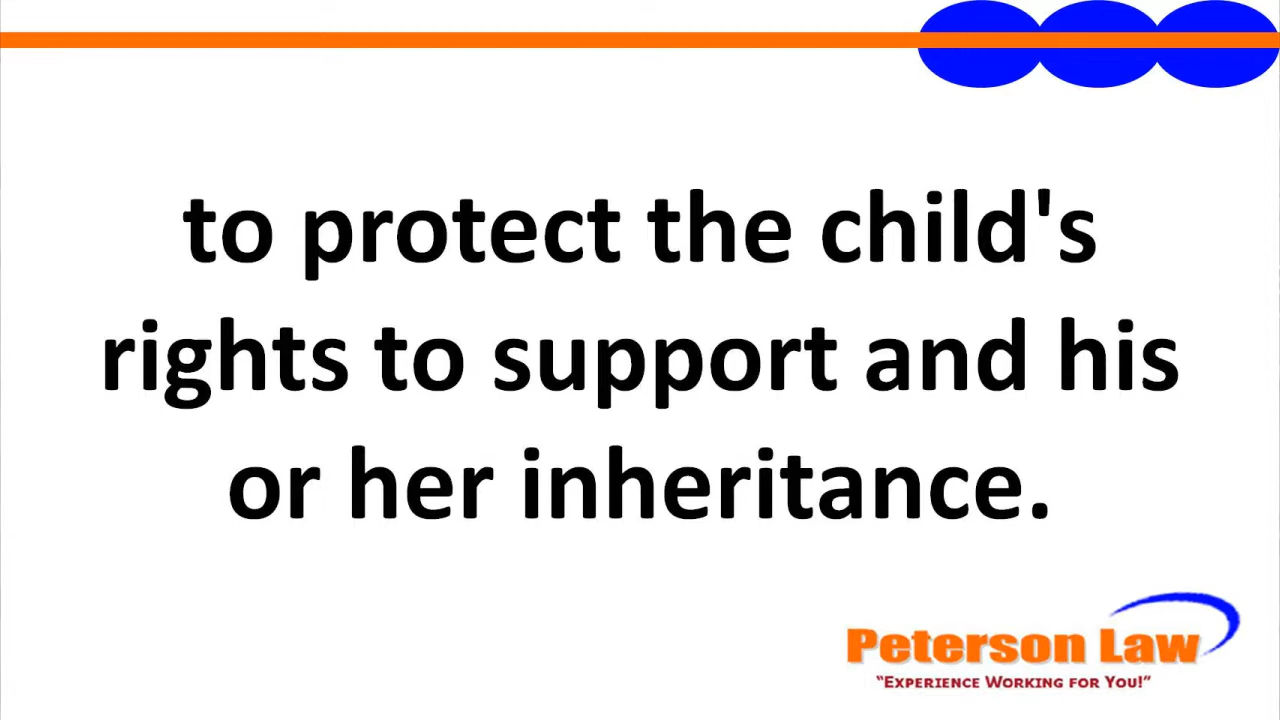 to protect the child's
rights to support and his
or her inheritance.
Peterson Law
"Experience Working for You!"